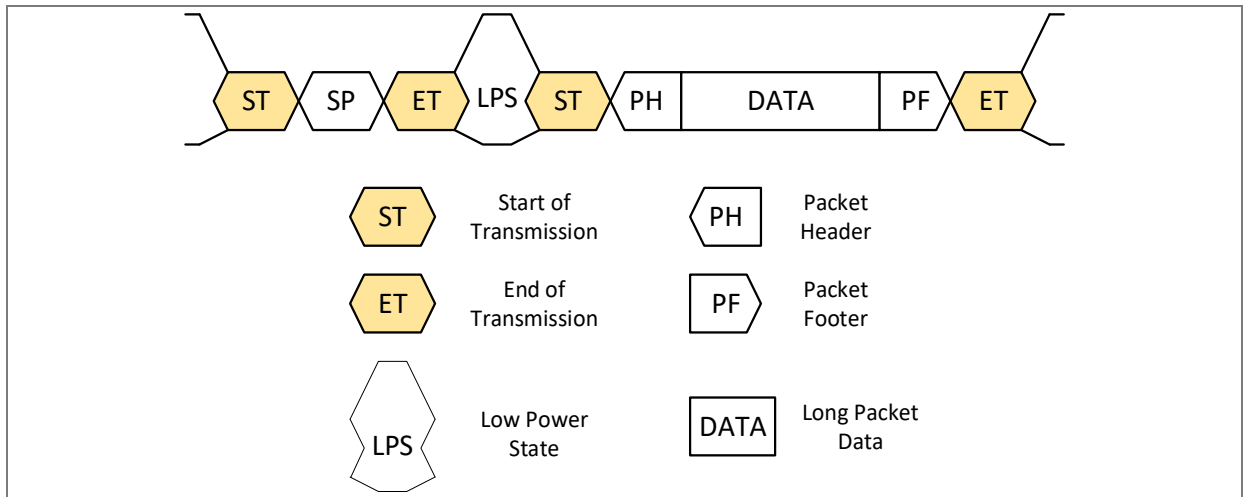 ST SP ET LPS ST PH DATA PF ET
ST Start of Transmission PH Packet Header
ET End of Transmission PF Packet Footer
LPS Low Power State DATA Long Packet Data